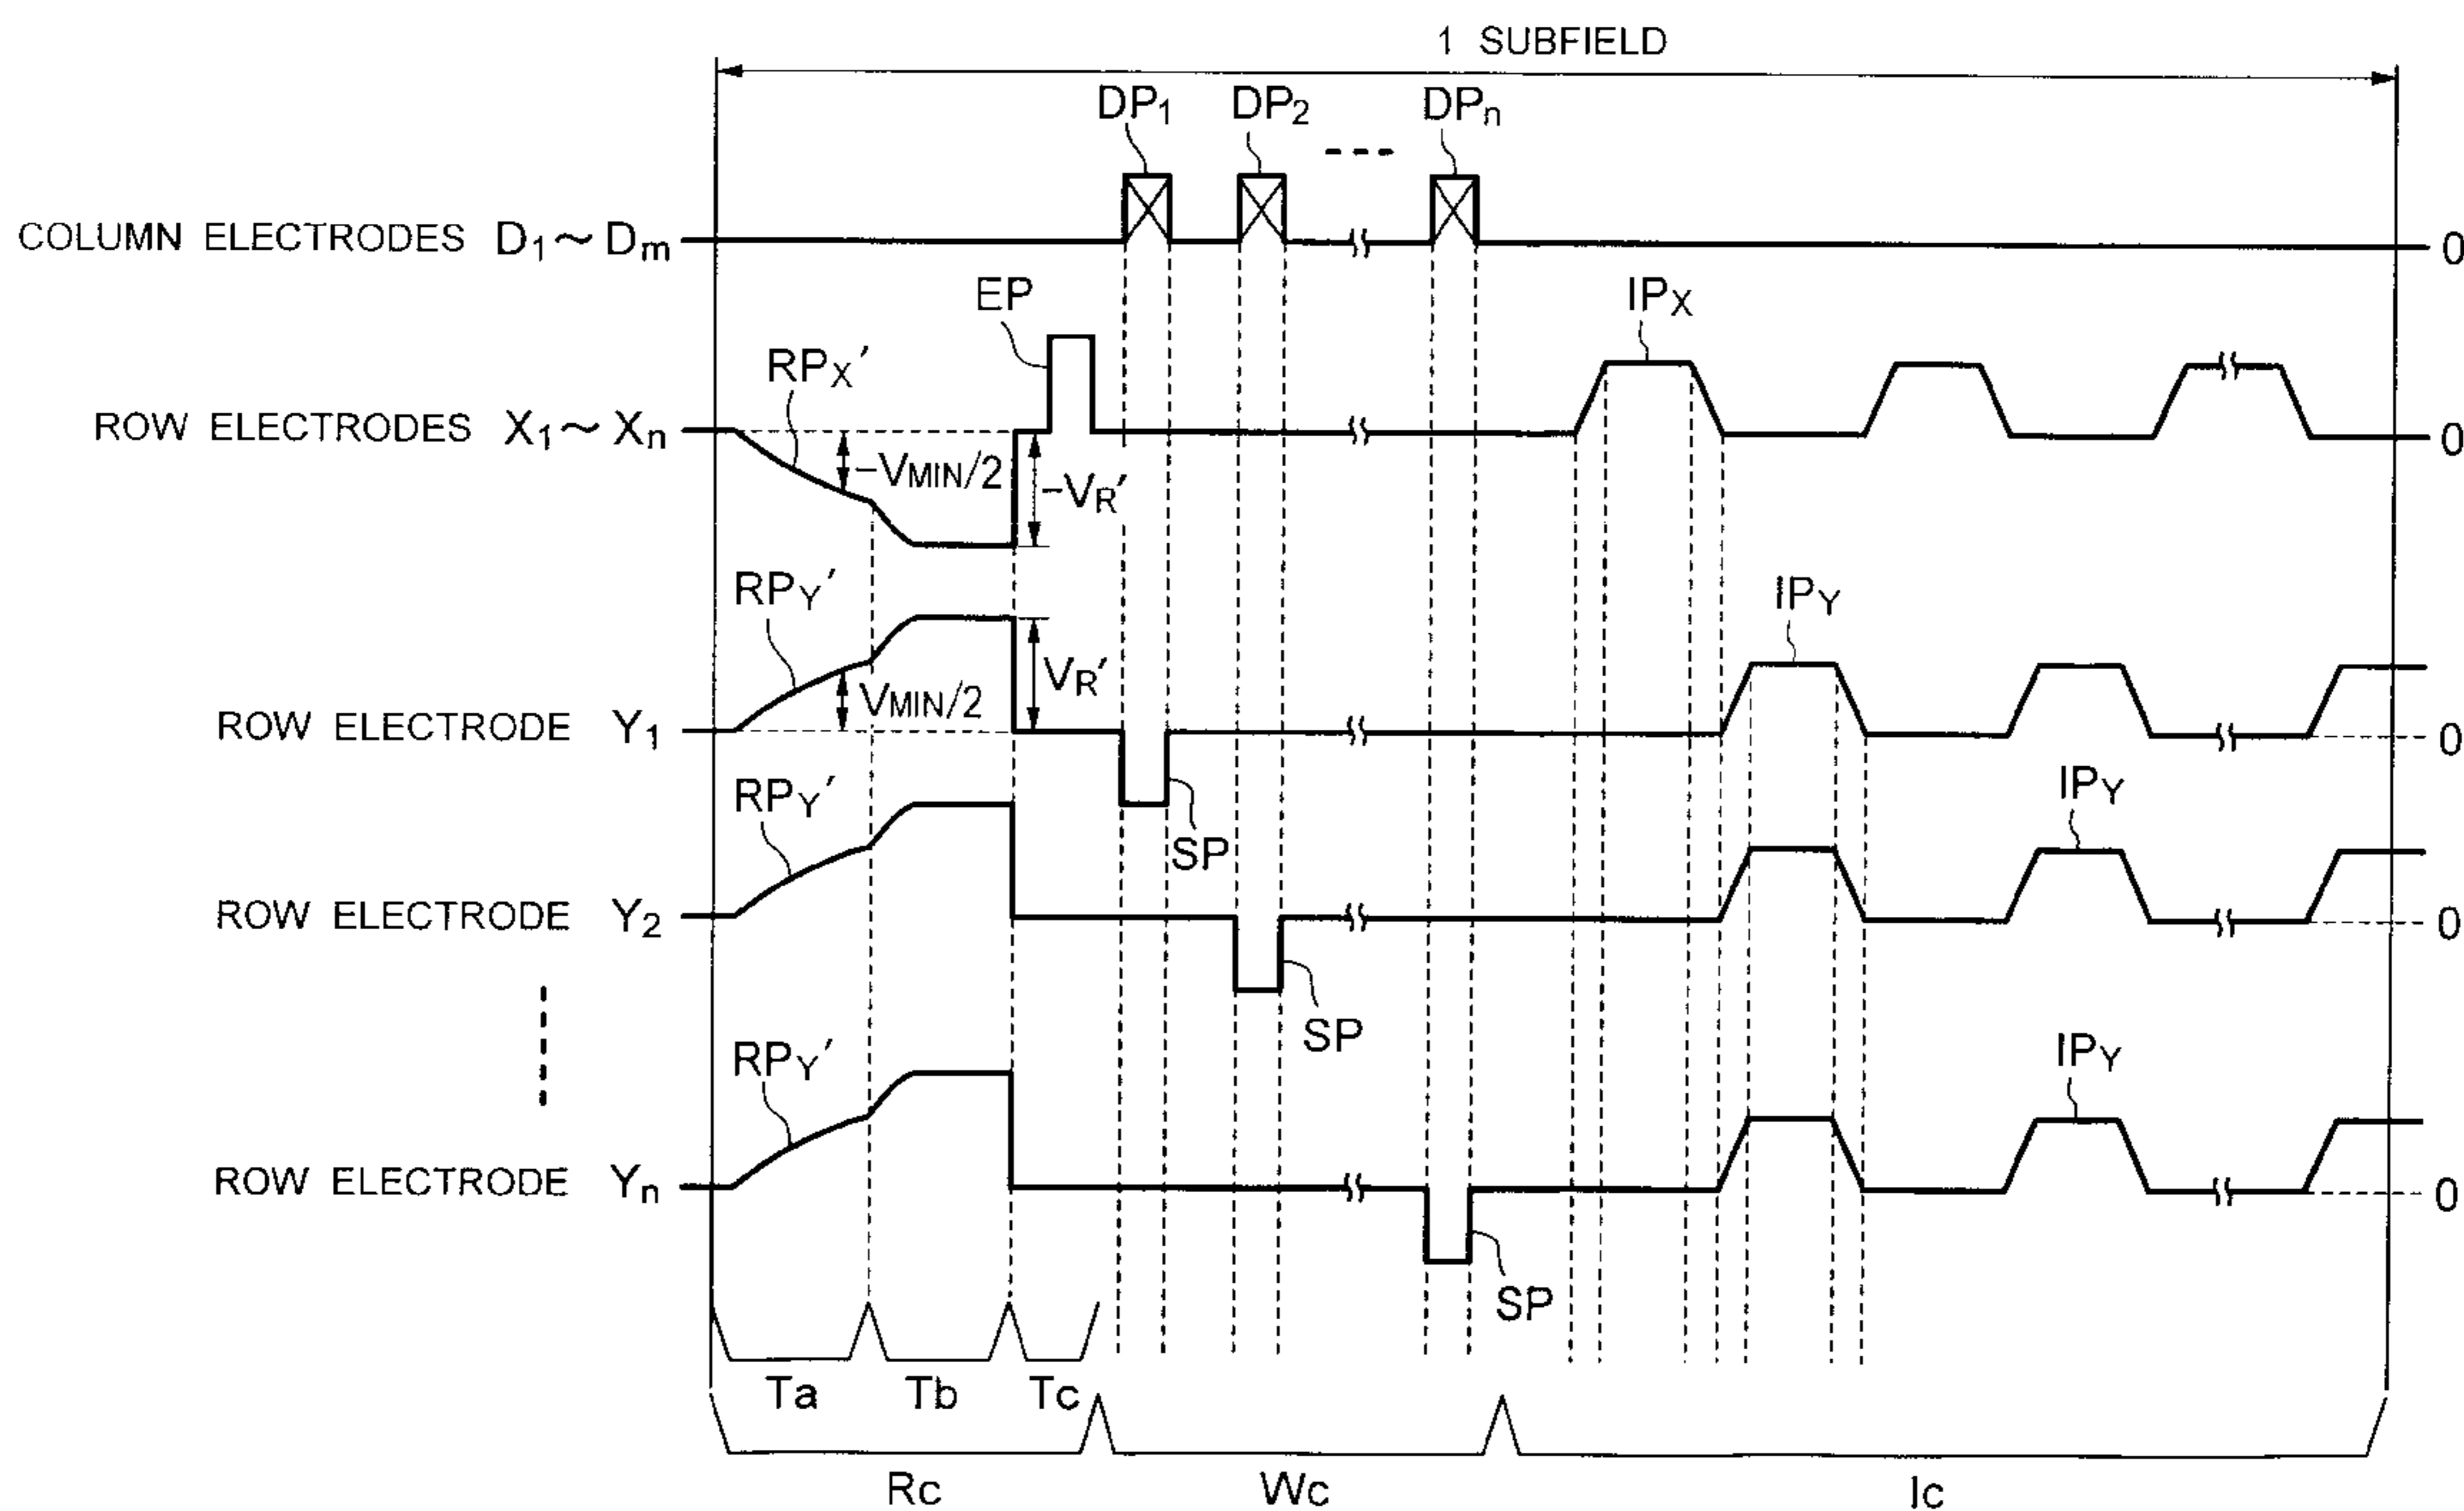 1 SUBFIELD
DP1 DP2 --- DPn
COLUMN ELECTRODES D1~Dm 0
EP IPX
RPX'
ROW ELECTRODES X1~Xn 0
-VMIN/2 -VR'
RPY' IPY
VR'
VMIN/2
ROW ELECTRODE Y1 0
RPY' IPY
SP
ROW ELECTRODE Y2 0
SP
RPY' IPY
ROW ELECTRODE Yn 0
SP
Ta Tb Tc
Rc Wc Ic